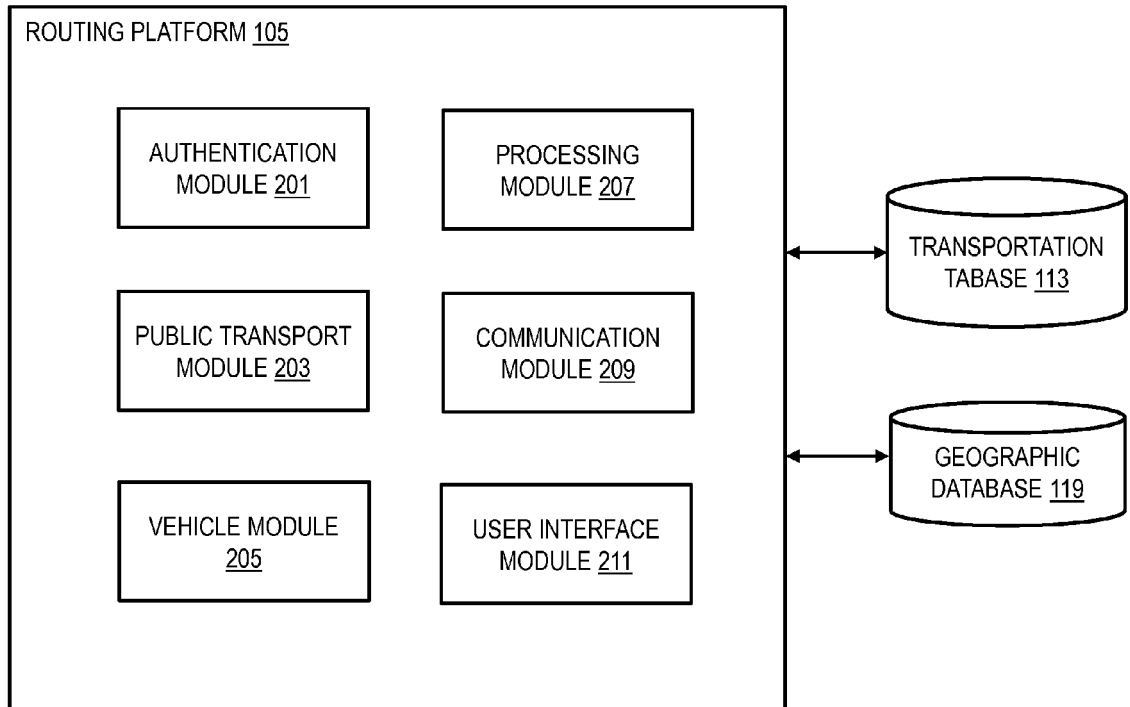 ROUTING PLATFORM 105
AUTHENTICATION
MODULE 201
PROCESSING
MODULE 207
PUBLIC TRANSPORT
MODULE 203
COMMUNICATION
MODULE 209
VEHICLE MODULE
205
USER INTERFACE
MODULE 211
TRANSPORTATION
TABASE 113
GEOGRAPHIC
DATABASE 119